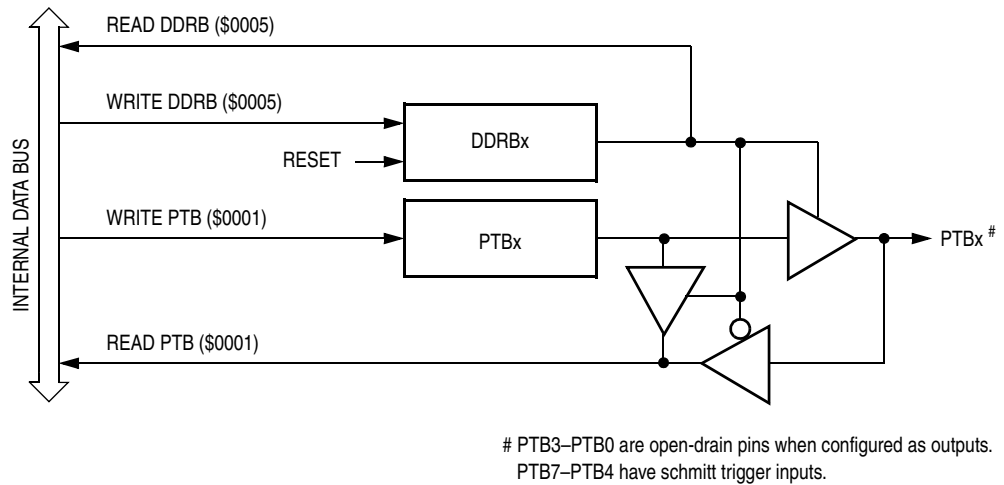 READ DDRB ($0005)
WRITE DDRB ($0005)
DDRBx
RESET
INTERNAL DATA BUS
WRITE PTB ($0001)
PTBx
PTBx #
READ PTB ($0001)
# PTB3–PTB0 are open-drain pins when configured as outputs.
PTB7–PTB4 have schmitt trigger inputs.